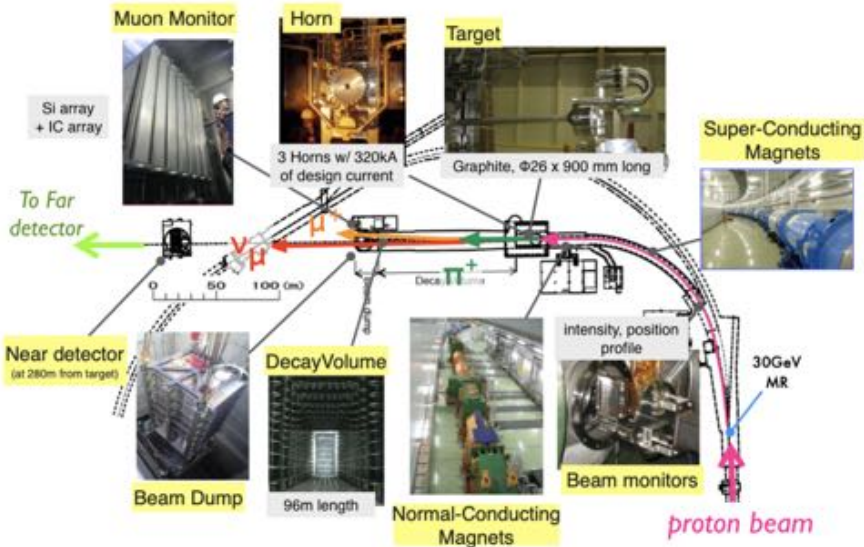 Muon Monitor
Horn
Target
Si array
+ IC array
3 Horns w/ 320kA
of design current
Graphite, Φ26 x 900 mm long
Super-Conducting
Magnets
To Far
detector
μ+
νμ
π+
0 50 100 (m)
DecayVolume
Near detector
(at 280m from target)
DecayVolume
intensity, position
profile
30GeV
MR
Beam Dump
96m length
Normal-Conducting
Magnets
Beam monitors
proton beam